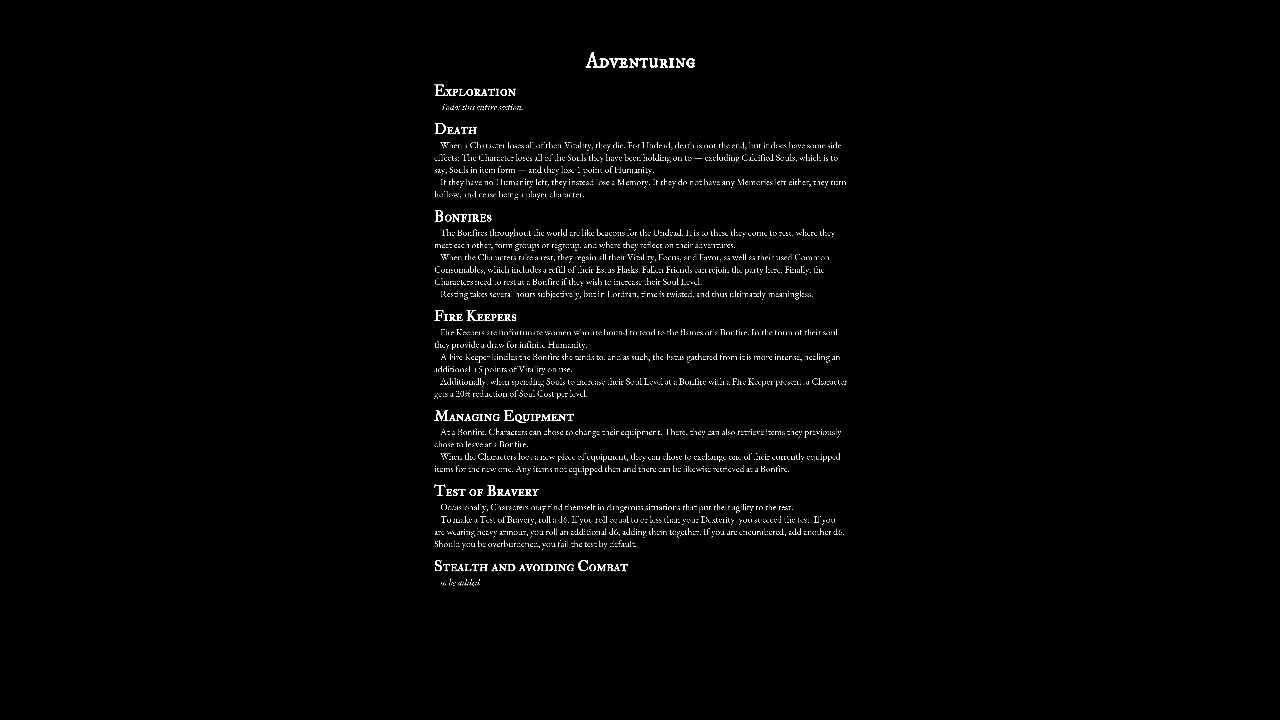 Adventuring
Exploration
Todo: this entire section.
Death
When a Character loses all of their Vitality, they die. For Undead, death is not the end, but it does have some side
effects: The Character loses all of the Souls they have been holding on to — excluding Calcified Souls, which is to
say, Souls in item form — and they lose 1 point of Humanity.
If they have no Humanity left, they instead lose a Memory. If they do not have any Memories left either, they turn
hollow, and cease being a player character.
Bonfires
The Bonfires throughout the world are like beacons for the Undead. It is to these they come to rest, where they
meet each other, form groups or regroup, and where they reflect on their adventures.
When the Characters take a rest, they regain all their Vitality, Focus, and Favor, as well as their used Common
Consumables, which includes a refill of their Estus Flasks. Fallen Friends can rejoin the party here. Finally, the
Characters need to rest at a Bonfire if they wish to increase their Soul Level.
Resting takes several hours subjectively, but in Lordran, time is twisted, and thus ultimately meaningless.
Fire Keepers
Fire Keepers are unfortunate women who are bound to tend to the flames of a Bonfire. In the form of their soul
they provide a draw for infinite Humanity.
A Fire Keeper kindles the Bonfire she tends to, and as such, the Estus gathered from it is more intense, healing an
additional +5 points of Vitality on use.
Additionally, when spending Souls to increase their Soul Level at a Bonfire with a Fire Keeper present, a Character
gets a 20% reduction of Soul Cost per level.
Managing Equipment
At a Bonfire, Characters can chose to change their equipment. There, they can also retrieve items they previously
chose to leave at a Bonfire.
When the Characters loot a new piece of equipment, they can chose to exchange one of their currently equipped
items for the new one. Any items not equipped then and there can be likewise retrieved at a Bonfire.
Test of Bravery
Occasionally, Characters may find themself in dangerous situations that put their agility to the test.
To make a Test of Bravery, roll a d6. If you roll equal to or less than your Dexterity, you succeed the test. If you
are wearing heavy armour, you roll an additional d6, adding them together. If you are encumbered, add another d6.
Should you be overburdened, you fail the test by default.
Stealth and avoiding Combat
to be added